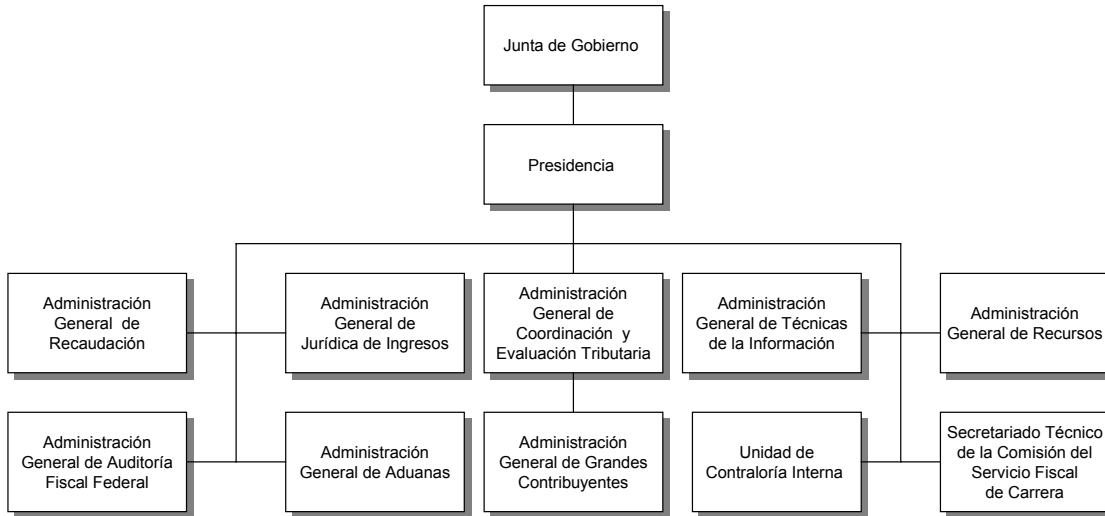 Junta de Gobierno
Presidencia
Administración
General de
Recaudación
Administración
General de
Jurídica de Ingresos
Administración
General de
Coordinación y
Evaluación Tributaria
Administración
General de Técnicas
de la Información
Administración
General de Recursos
Administración
General de Auditoría
Fiscal Federal
Administración
General de Aduanas
Administración
General de Grandes
Contribuyentes
Unidad de
Contraloría Interna
Secretariado Técnico
de la Comisión del
Servicio Fiscal
de Carrera